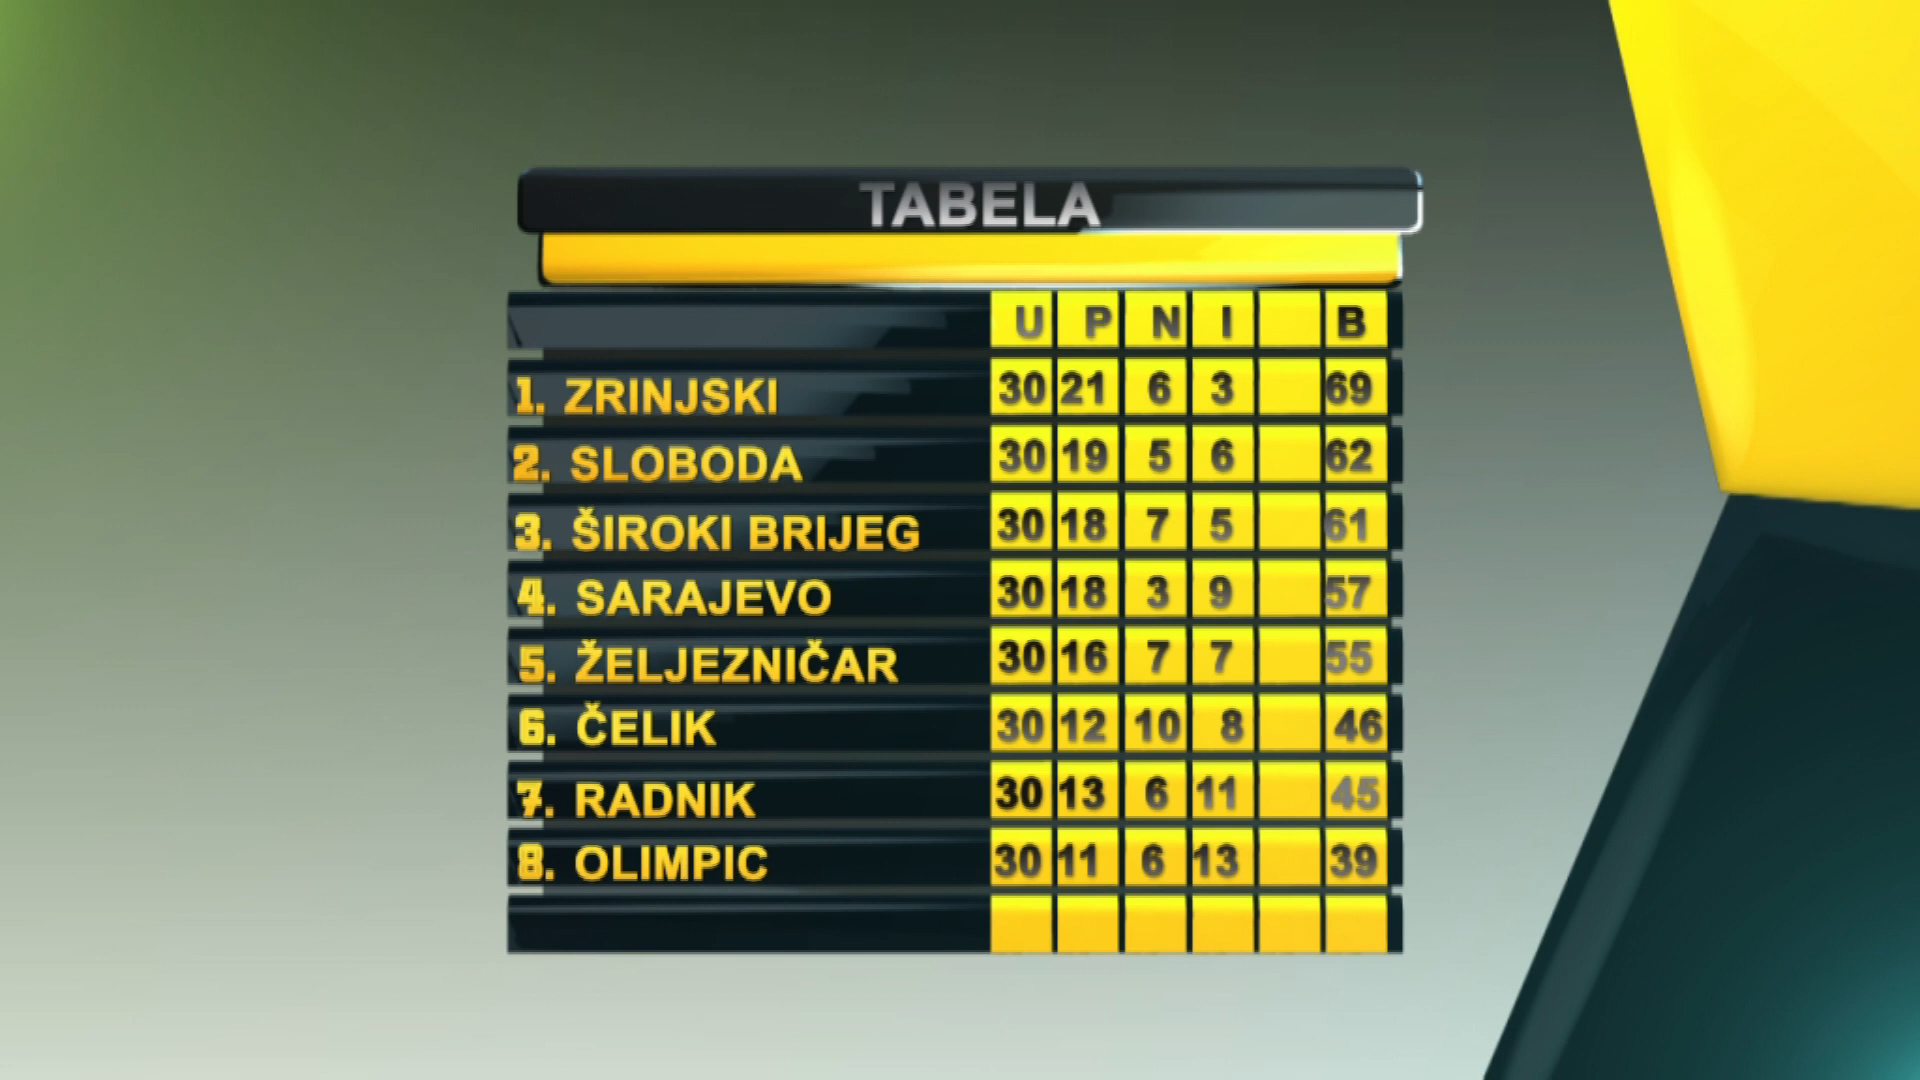 TABELA
U P N I B
1. ZRINJSKI 30 21 6 3 69
2. SLOBODA 30 19 5 6 62
3. ŠIROKI BRIJEG 30 18 7 5 61
4. SARAJEVO 30 18 3 9 57
5. ŽELJEZNIČAR 30 16 7 7 55
6. ČELIK 30 12 10 8 46
7. RADNIK 30 13 6 11 45
8. OLIMPIC 30 11 6 13 39